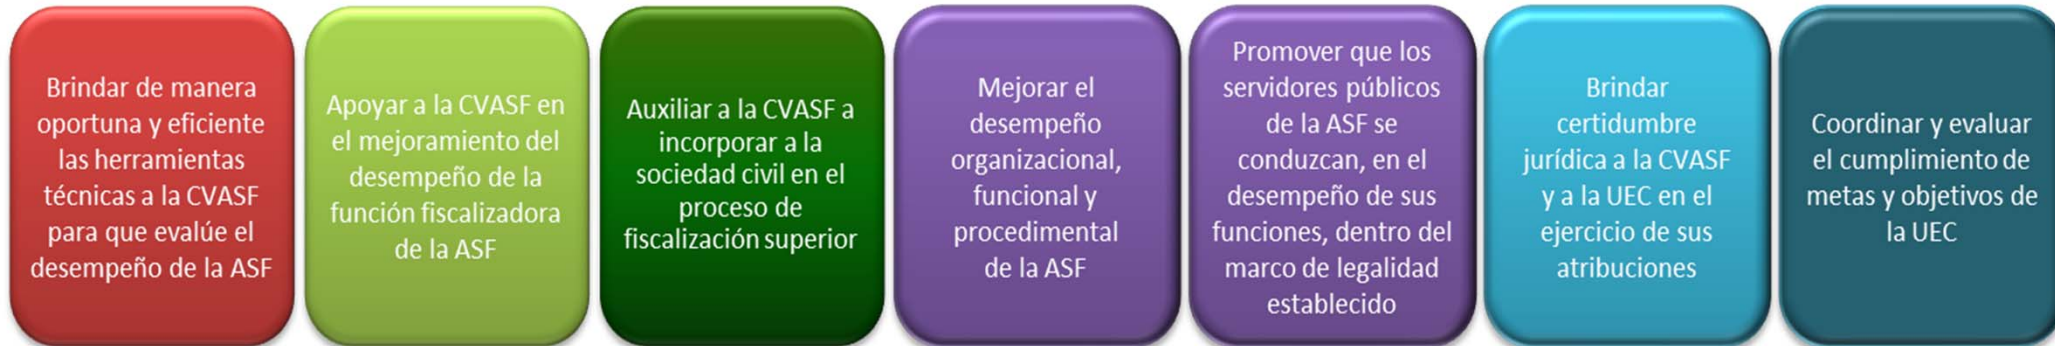 Brindar de manera
oportuna y eficiente
las herramientas
técnicas a la CVASF
para que evalúe el
desempeño de la ASF
Apoyar a la CVASF en
el mejoramiento del
desempeño de la
función fiscalizadora
de la ASF
Auxiliar a la CVASF a
incorporar a la
sociedad civil en el
proceso de
fiscalización superior
Mejorar el
desempeño
organizacional,
funcional y
procedimental
de la ASF
Promover que los
servidores públicos
de la ASF se
conduzcan, en el
desempeño de sus
funciones, dentro del
marco de legalidad
establecido
Brindar
certidumbre
jurídica a la CVASF
y a la UEC en el
ejercicio de sus
atribuciones
Coordinar y evaluar
el cumplimiento de
metas y objetivos de
la UEC